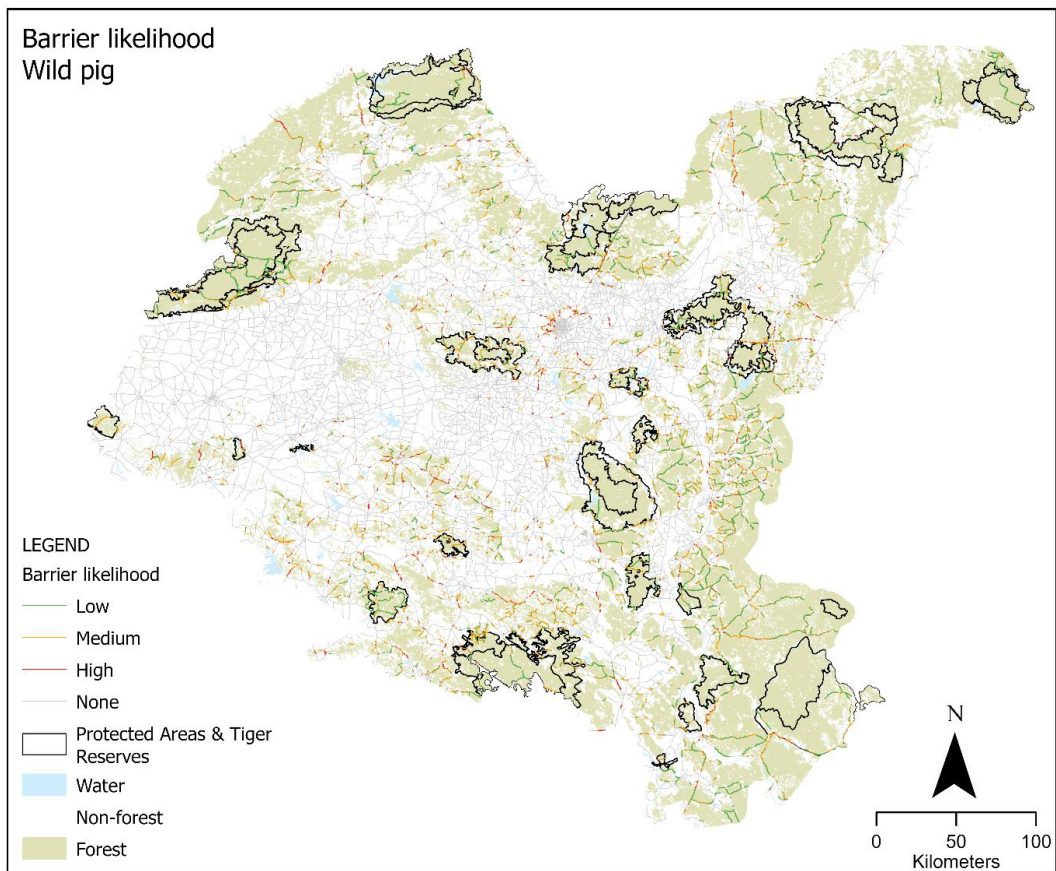 Barrier likelihood
Wild pig
LEGEND
Barrier likelihood
Low
Medium
High
None
Protected Areas & Tiger
Reserves
Water
Non-forest
Forest
N
0 50 100
Kilometers